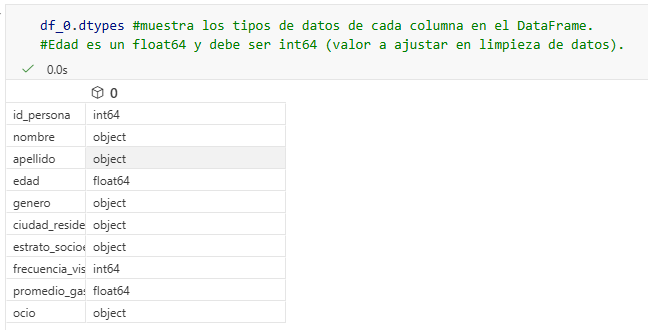 df_0.dtypes #muestra los tipos de datos de cada columna en el DataFrame.
#Edad es un float64 y debe ser int64 (valor a ajustar en limpieza de datos).
0.0s
0
id_persona int64
nombre object
apellido object
edad float64
genero object
ciudad_reside object
estrato_socioe object
frecuencia_vis int64
promedio_gas float64
ocio object